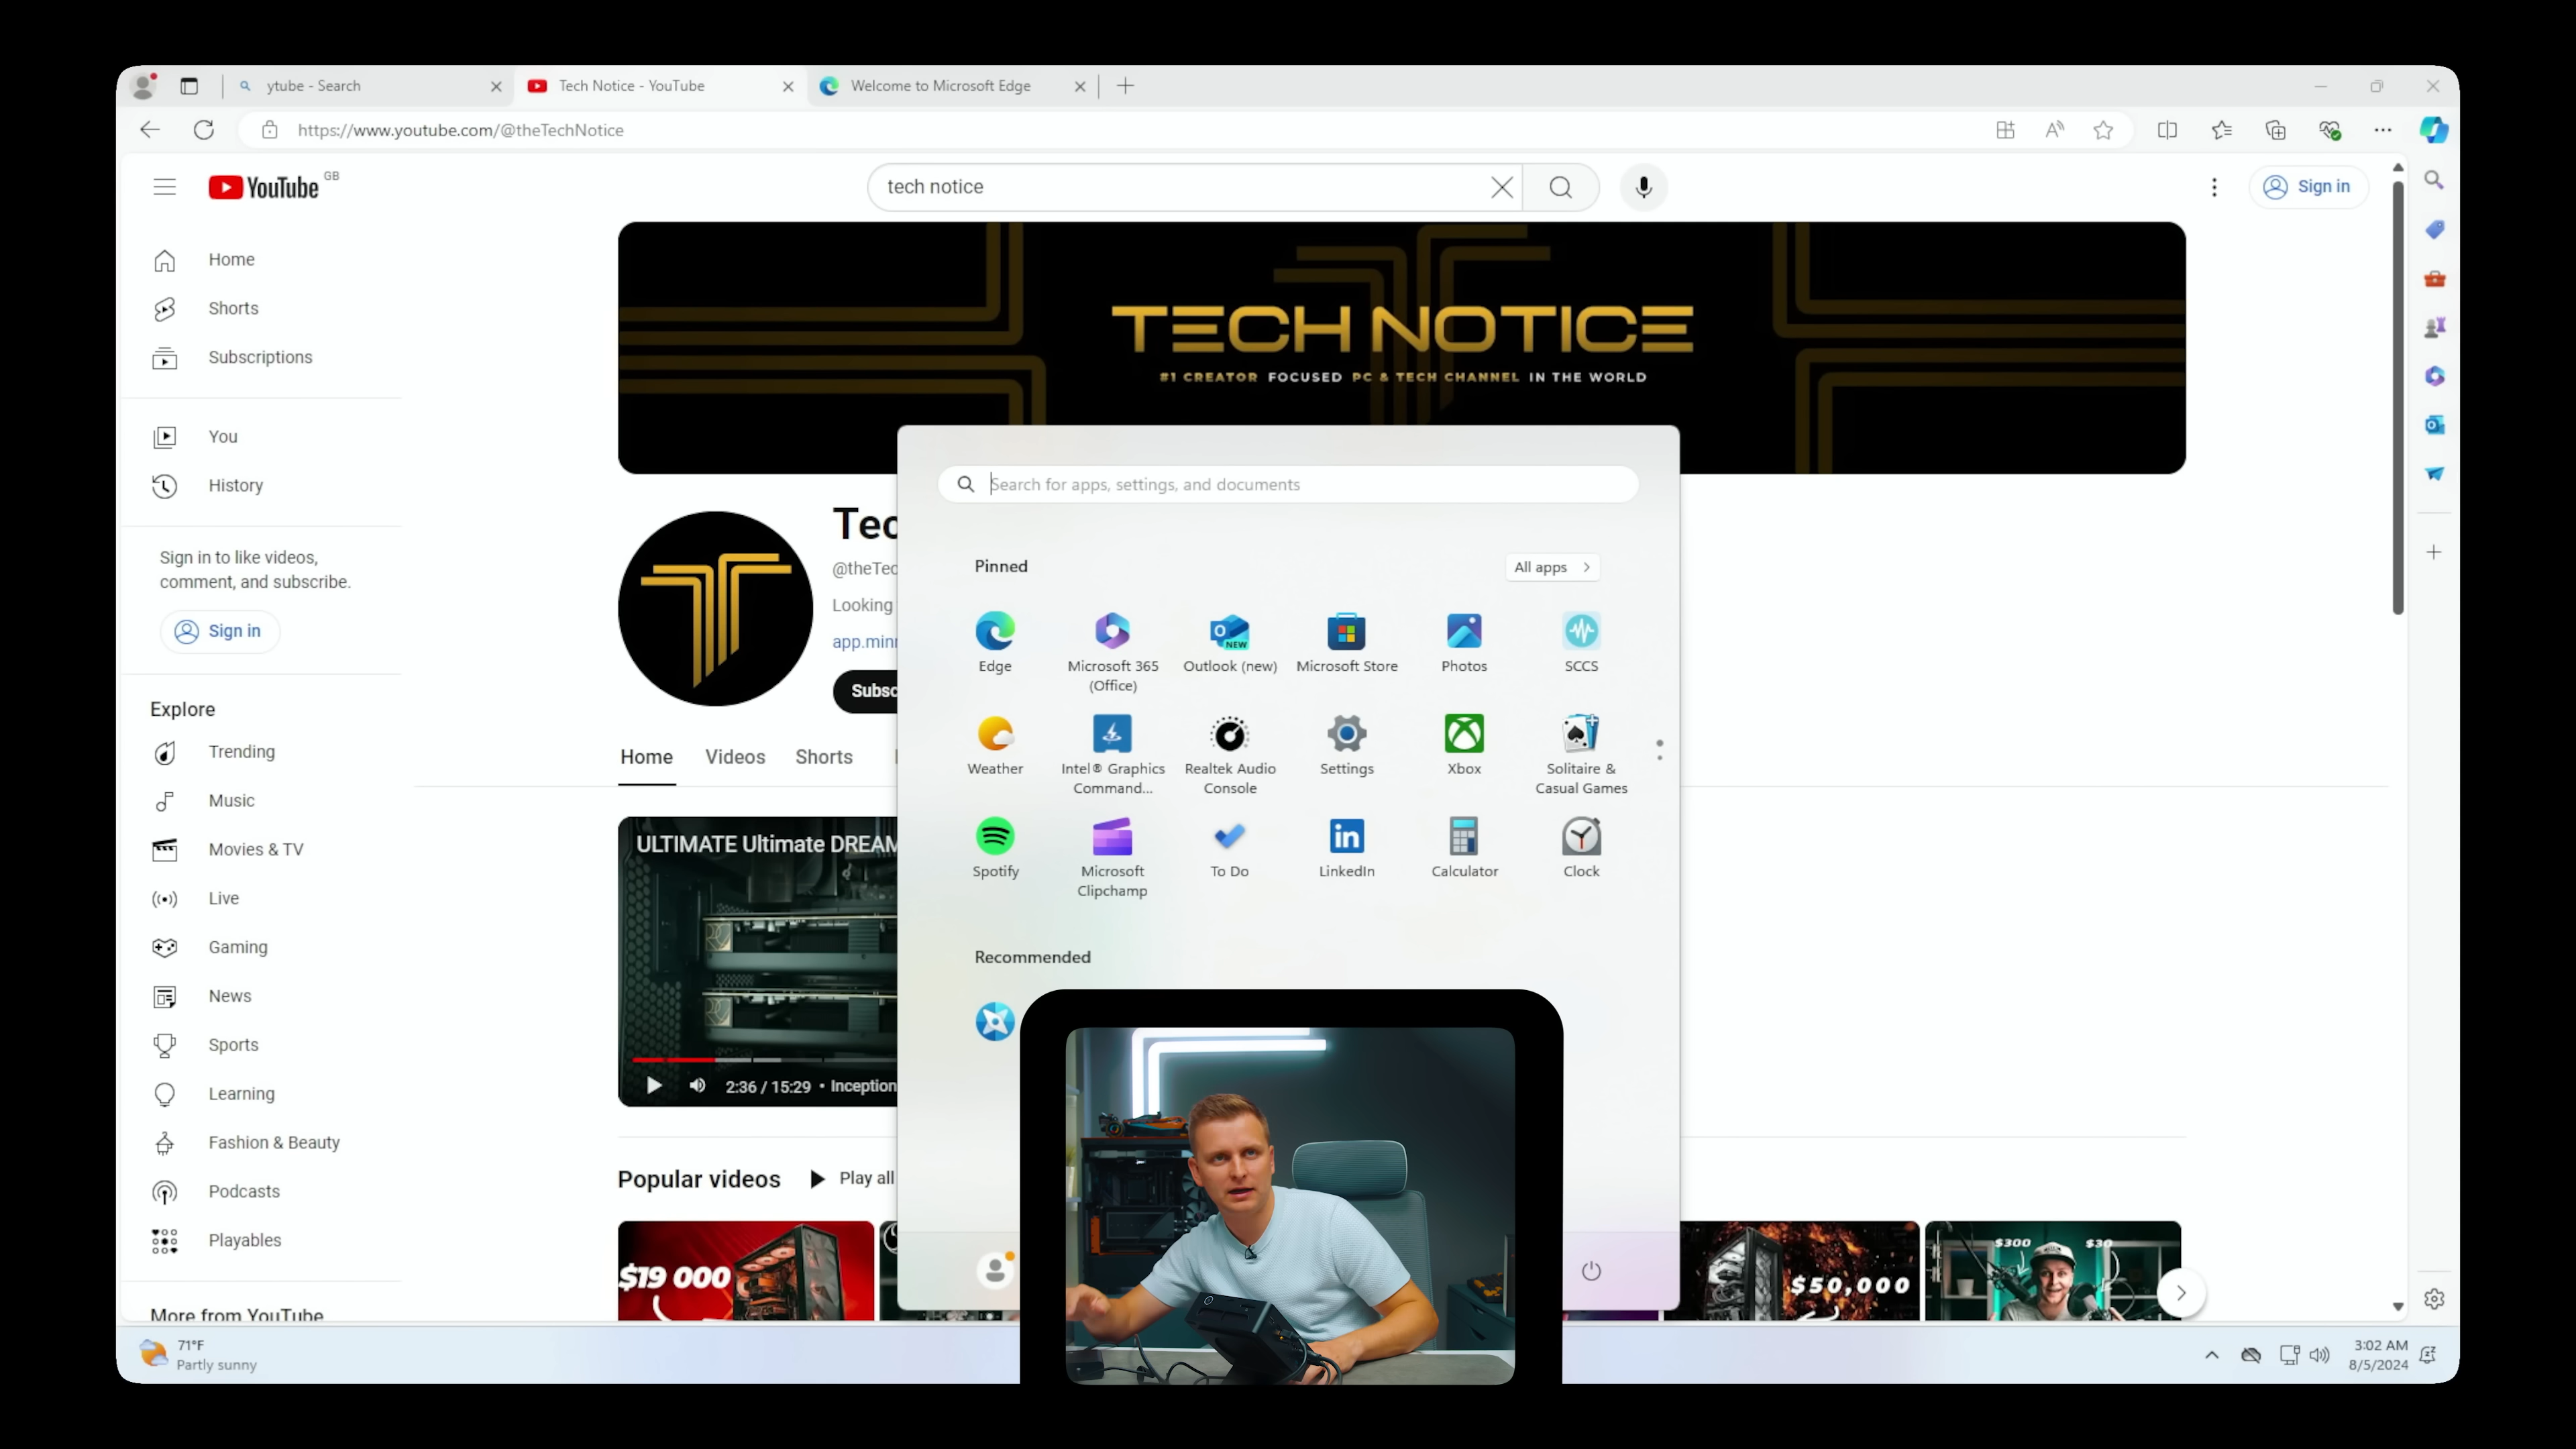 ytube - Search
Tech Notice - YouTube
Welcome to Microsoft Edge
https://www.youtube.com/@theTechNotice
YouTube GB
tech notice
Sign in
Home
Shorts
Subscriptions
You
History
Sign in to like videos,
comment, and subscribe.
Sign in
Explore
Trending
Music
Movies & TV
Live
Gaming
News
Sports
Learning
Fashion & Beauty
Podcasts
Playables
More from YouTube
TECH NOTICE
#1 CREATOR FOCUSED PC & TECH CHANNEL IN THE WORLD
Tec
@theTec
Looking
app.minn
Subsc
Home
Videos
Shorts
ULTIMATE Ultimate DREAM
2:36 / 15:29 • Inception
Popular videos
Play all
$19 000
$50,000
$300
$30
Search for apps, settings, and documents
Pinned
All apps
Edge
Microsoft 365
(Office)
Outlook (new)
Microsoft Store
Photos
SCCS
Weather
Intel® Graphics
Command...
Realtek Audio
Console
Settings
Xbox
Solitaire &
Casual Games
Spotify
Microsoft
Clipchamp
To Do
LinkedIn
Calculator
Clock
Recommended
71°F
Partly sunny
3:02 AM
8/5/2024